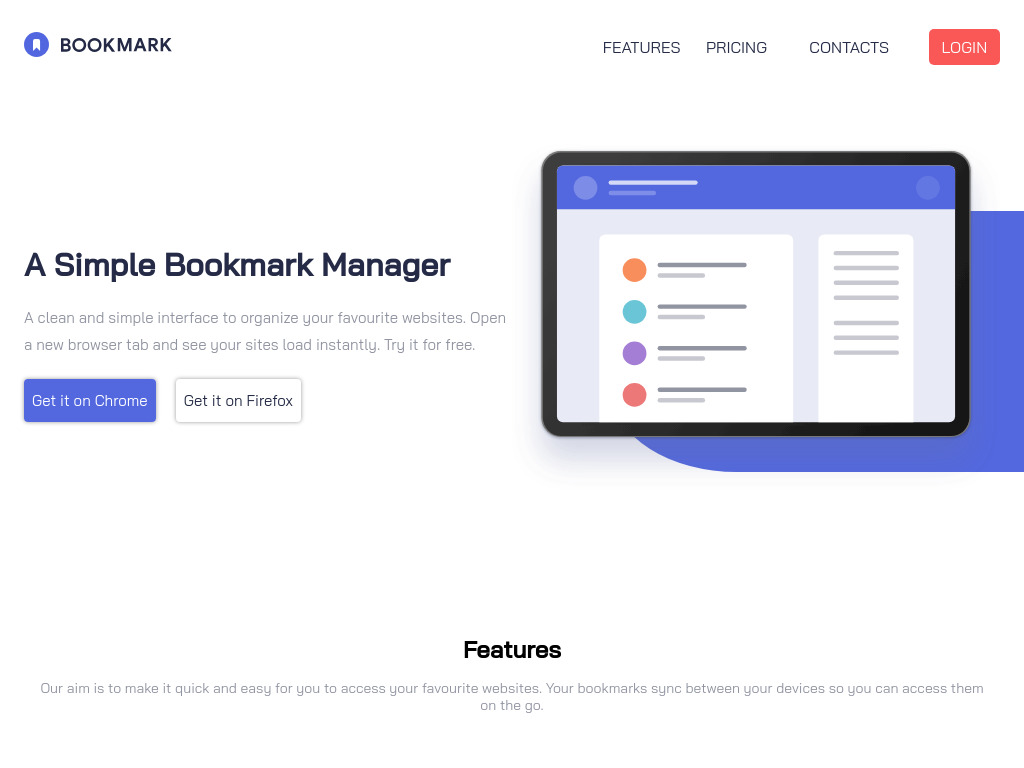 BOOKMARK
FEATURES PRICING CONTACTS LOGIN
A Simple Bookmark Manager
A clean and simple interface to organize your favourite websites. Open
a new browser tab and see your sites load instantly. Try it for free.
Get it on Chrome Get it on Firefox
Features
Our aim is to make it quick and easy for you to access your favourite websites. Your bookmarks sync between your devices so you can access them
on the go.